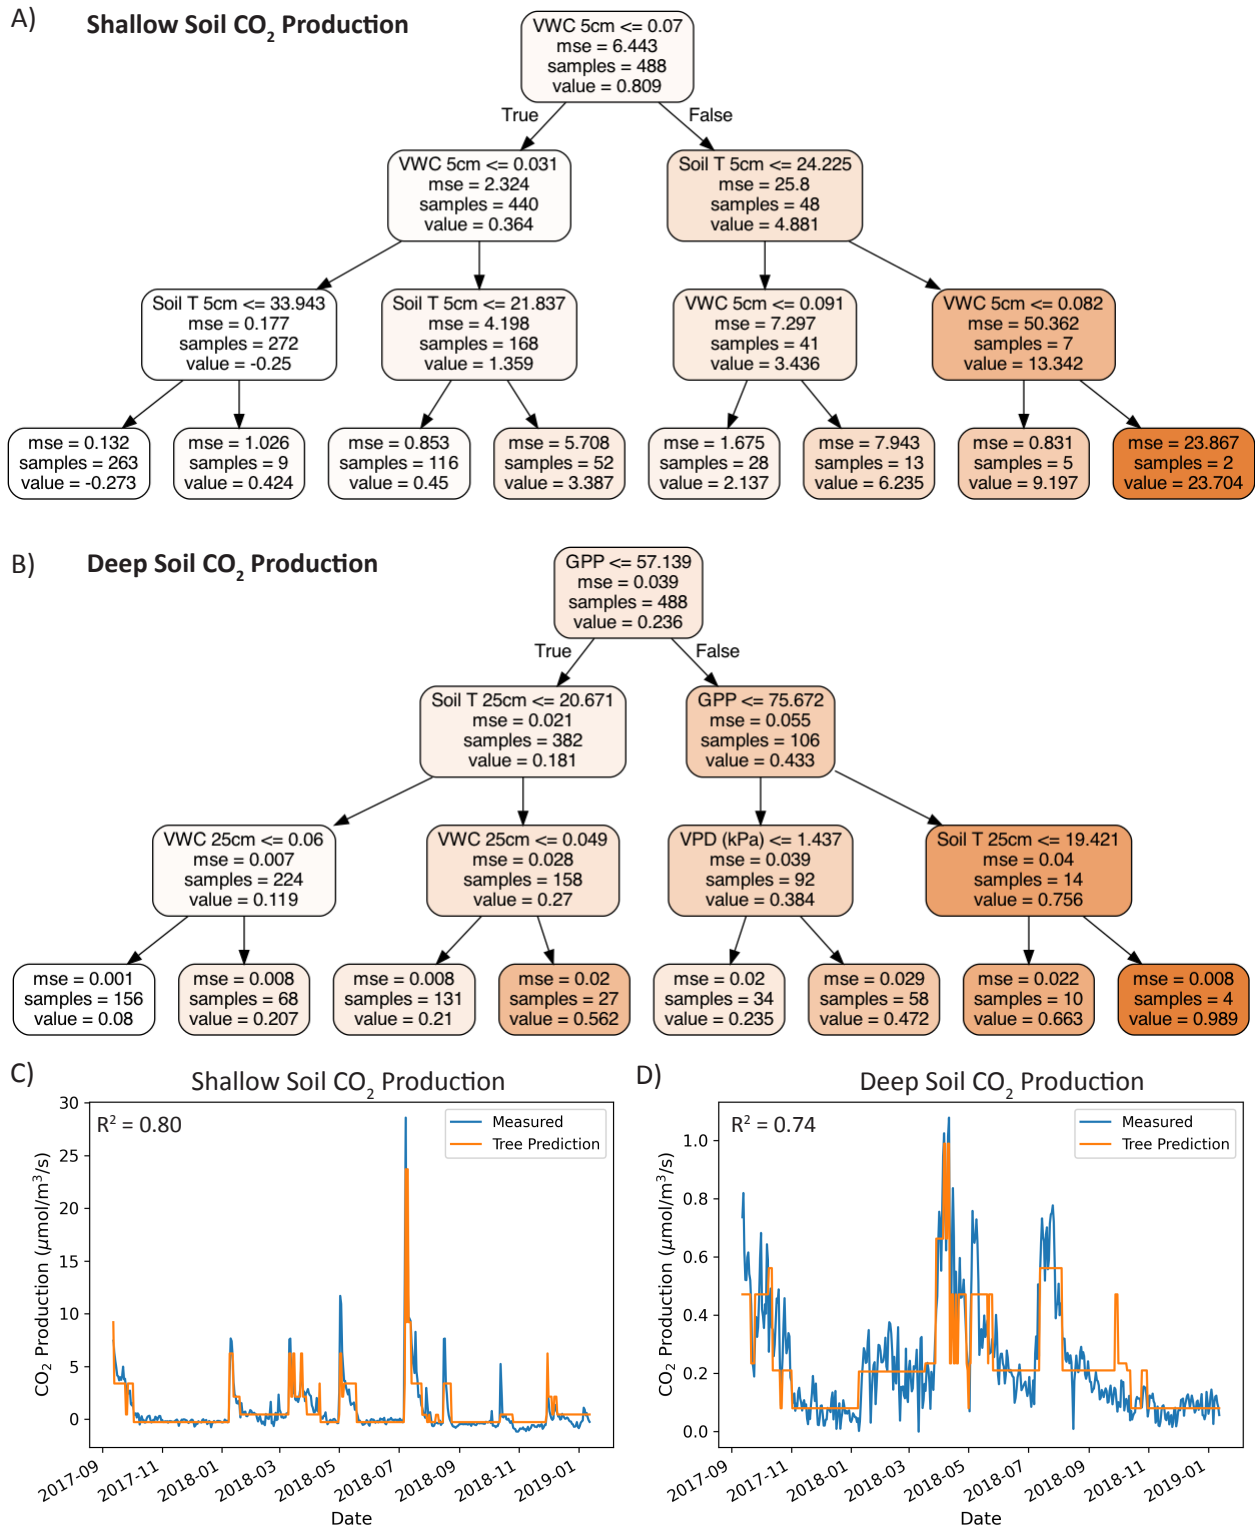 A) Shallow Soil CO2 Production
VWC 5cm <= 0.07
mse = 6.443
samples = 488
value = 0.809
True
False
VWC 5cm <= 0.031
mse = 2.324
samples = 440
value = 0.364
Soil T 5cm <= 24.225
mse = 25.8
samples = 48
value = 4.881
Soil T 5cm <= 33.943
mse = 0.177
samples = 272
value = -0.25
Soil T 5cm <= 21.837
mse = 4.198
samples = 168
value = 1.359
VWC 5cm <= 0.091
mse = 7.297
samples = 41
value = 3.436
VWC 5cm <= 0.082
mse = 50.362
samples = 7
value = 13.342
mse = 0.132
samples = 263
value = -0.273
mse = 1.026
samples = 9
value = 0.424
mse = 0.853
samples = 116
value = 0.45
mse = 5.708
samples = 52
value = 3.387
mse = 1.675
samples = 28
value = 2.137
mse = 7.943
samples = 13
value = 6.235
mse = 0.831
samples = 5
value = 9.197
mse = 23.867
samples = 2
value = 23.704
B) Deep Soil CO2 Production
GPP <= 57.139
mse = 0.039
samples = 488
value = 0.236
True
False
Soil T 25cm <= 20.671
mse = 0.021
samples = 382
value = 0.181
GPP <= 75.672
mse = 0.055
samples = 106
value = 0.433
VWC 25cm <= 0.06
mse = 0.007
samples = 224
value = 0.119
VWC 25cm <= 0.049
mse = 0.028
samples = 158
value = 0.27
VPD (kPa) <= 1.437
mse = 0.039
samples = 92
value = 0.384
Soil T 25cm <= 19.421
mse = 0.04
samples = 14
value = 0.756
mse = 0.001
samples = 156
value = 0.08
mse = 0.008
samples = 68
value = 0.207
mse = 0.008
samples = 131
value = 0.21
mse = 0.02
samples = 27
value = 0.562
mse = 0.02
samples = 34
value = 0.235
mse = 0.029
samples = 58
value = 0.472
mse = 0.022
samples = 10
value = 0.663
mse = 0.008
samples = 4
value = 0.989
C) Shallow Soil CO2 Production
R² = 0.80
Measured
Tree Prediction
CO2 Production (μmol/m³/s)
30
25
20
15
10
5
0
2017-09
2017-11
2018-01
2018-03
2018-05
2018-07
2018-09
2018-11
2019-01
Date
D) Deep Soil CO2 Production
R² = 0.74
Measured
Tree Prediction
CO2 Production (μmol/m³/s)
1.0
0.8
0.6
0.4
0.2
0.0
2017-09
2017-11
2018-01
2018-03
2018-05
2018-07
2018-09
2018-11
2019-01
Date